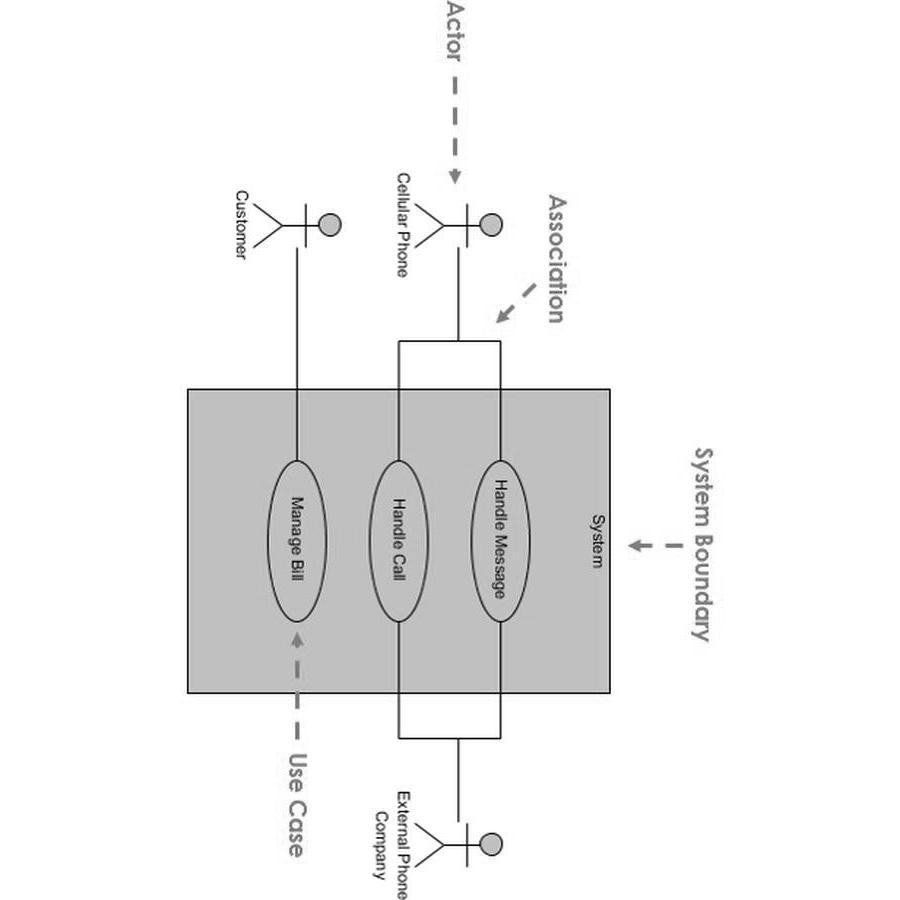 System Boundary
Association
System
Actor
Cellular Phone
Handle Message
Handle Call
External Phone
Company
Customer
Manage Bill
Use Case